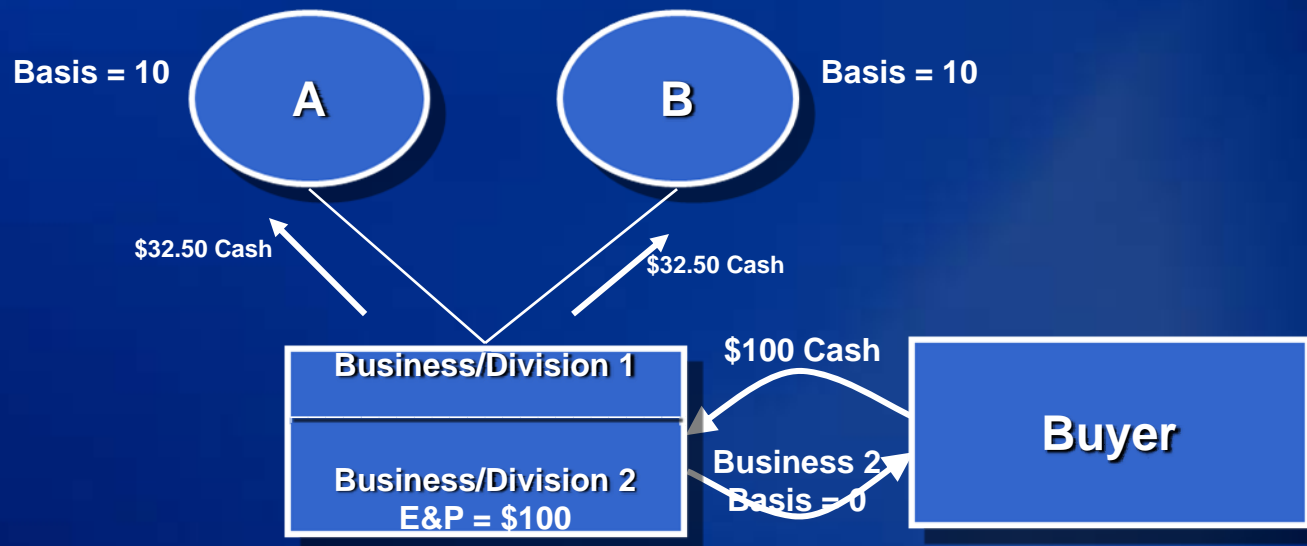 Basis = 10
A
B
Basis = 10
$32.50 Cash
$32.50 Cash
Business/Division 1
Business/Division 2
E&P = $100
$100 Cash
Business 2
Basis = 0
Buyer